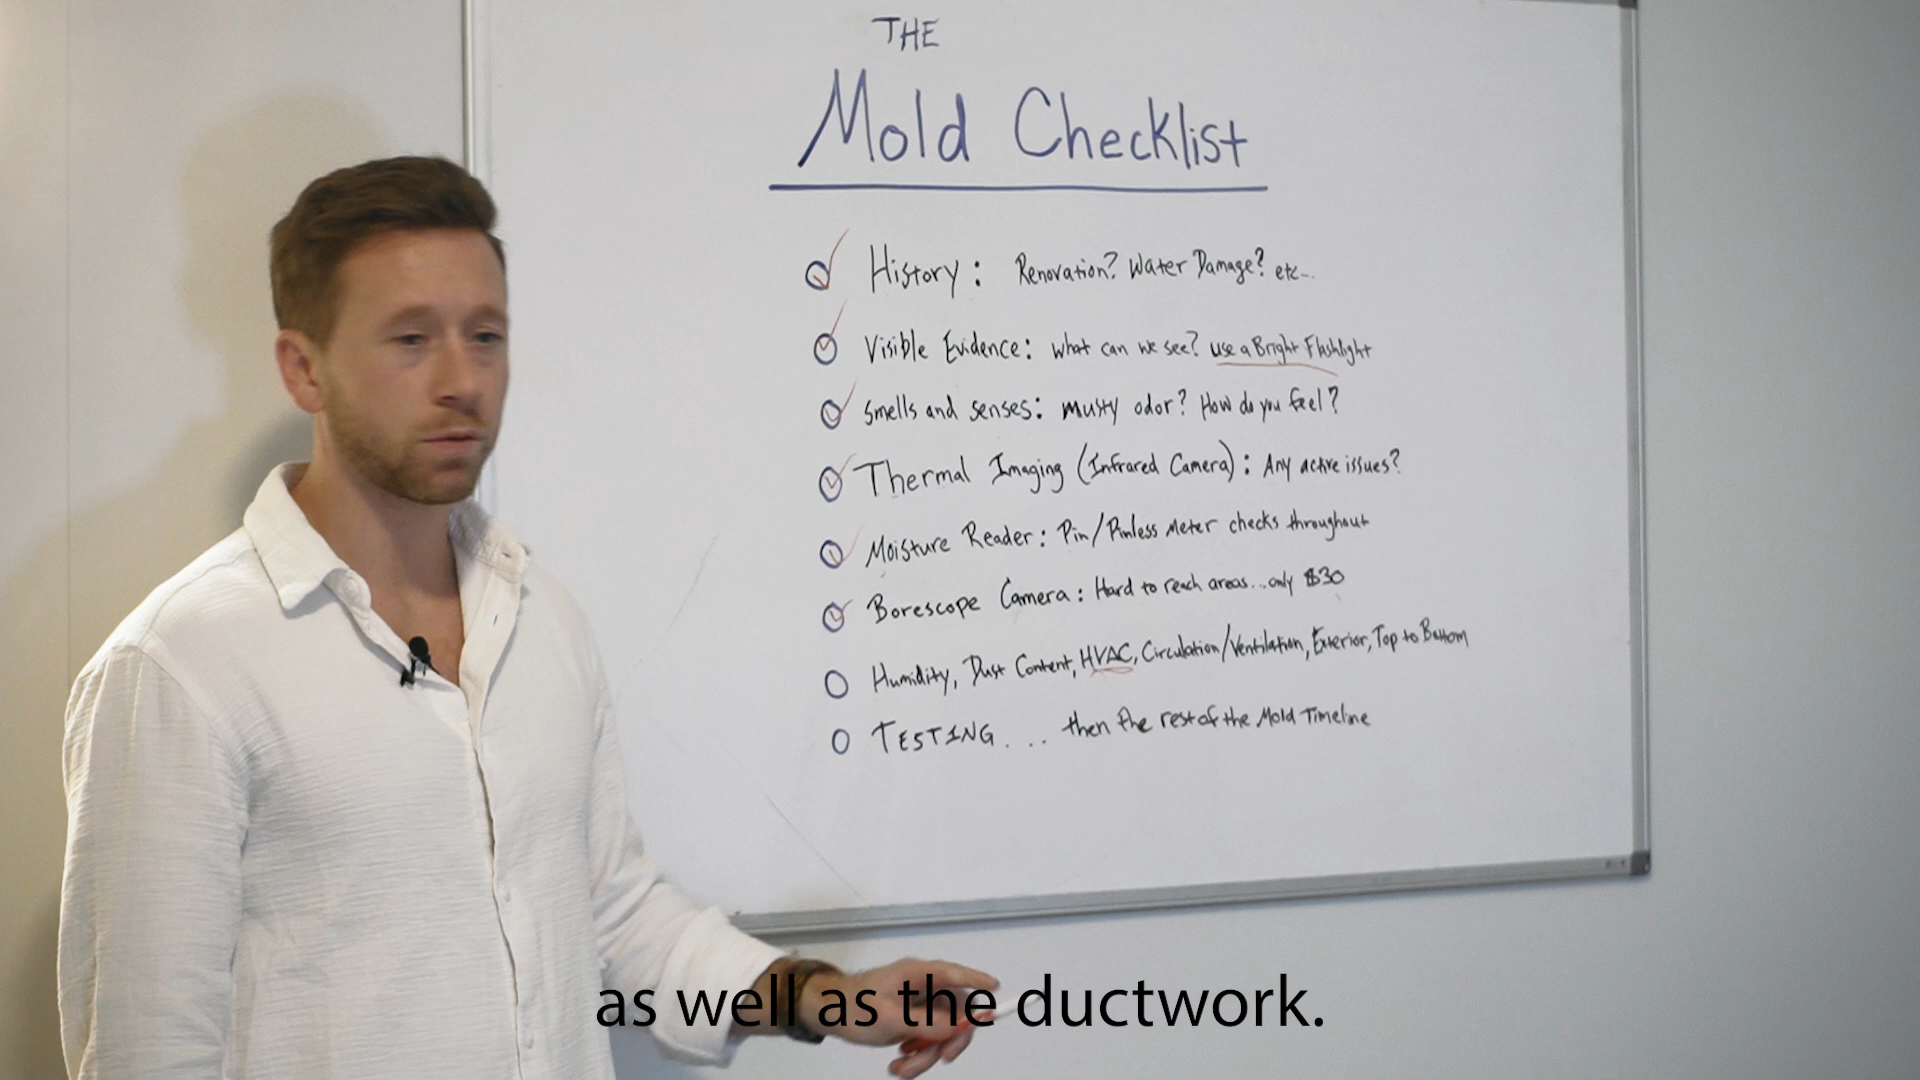 THE
Mold Checklist
History: Renovation? Water Damage? etc...
Visible Evidence: what can we see? use a Bright Flashlight
Smells and senses: musty odor? How do you feel?
Thermal Imaging (Infrared Camera): Any active issues?
Moisture Reader: Pin/Pinless Meter checks throughout
Borescope Camera: Hard to reach areas...only $30
Humidity, Dust Content, HVAC, Circulation/Ventilation, Exterior, Top to Bottom
TESTING.... then the rest of the Mold Timeline
as well as the ductwork.